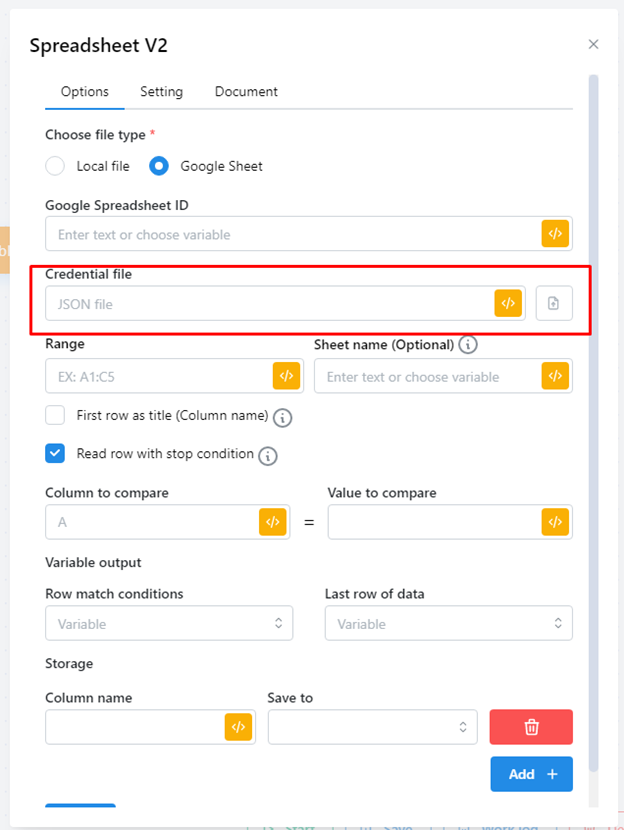 Spreadsheet V2
Options Setting Document
Choose file type *
Local file Google Sheet
Google Spreadsheet ID
Enter text or choose variable </>
Credential file
JSON file </>
Range Sheet name (Optional) i
EX: A1:C5 </> Enter text or choose variable </>
First row as title (Column name) i
Read row with stop condition i
Column to compare Value to compare
A </> = </>
Variable output
Row match conditions Last row of data
Variable Variable
Storage
Column name Save to
</>
Add +